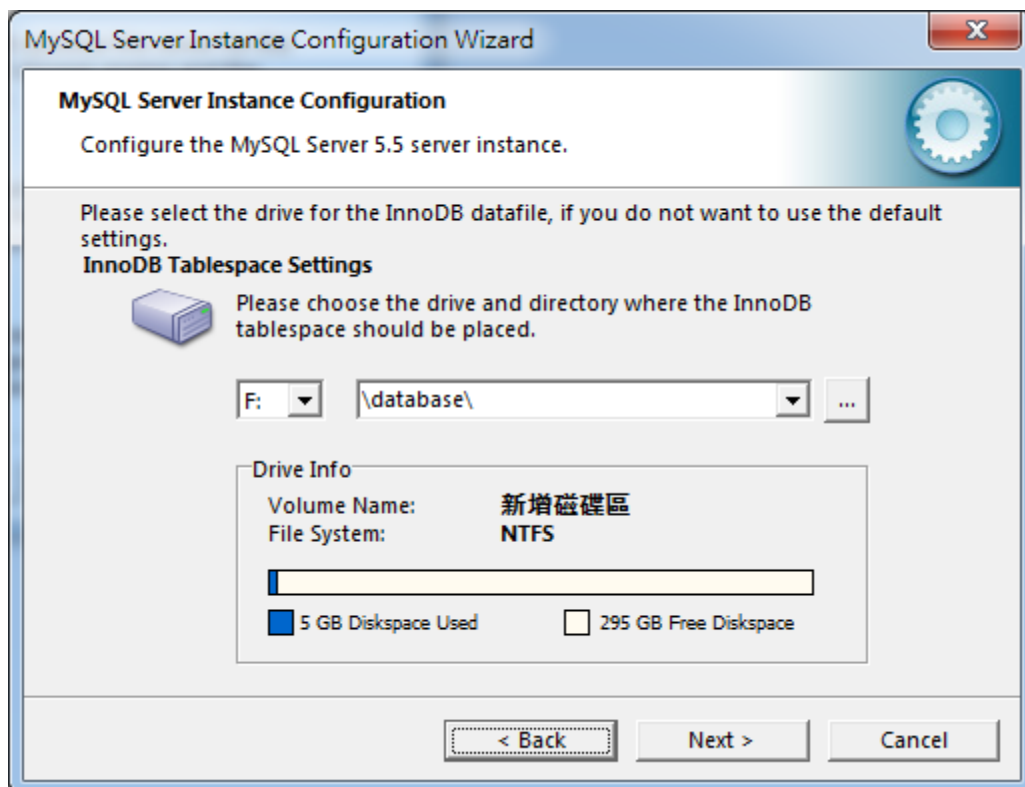 MySQL Server Instance Configuration Wizard
MySQL Server Instance Configuration
Configure the MySQL Server 5.5 server instance.
Please select the drive for the InnoDB datafile, if you do not want to use the default
settings.
InnoDB Tablespace Settings
Please choose the drive and directory where the InnoDB
tablespace should be placed.
F: \database\ ...
Drive Info
Volume Name: 新增磁碟區
File System: NTFS
5 GB Diskspace Used 295 GB Free Diskspace
< Back Next > Cancel